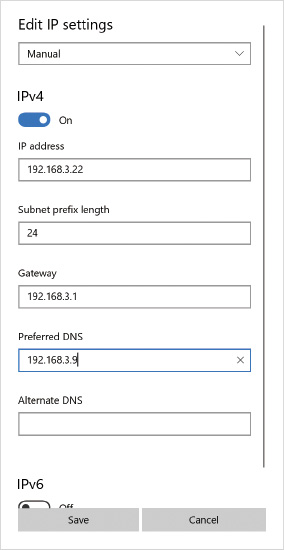 Edit IP settings
Manual
IPv4
On
IP address
192.168.3.22
Subnet prefix length
24
Gateway
192.168.3.1
Preferred DNS
192.168.3.9
Alternate DNS
IPv6
Off
Save
Cancel